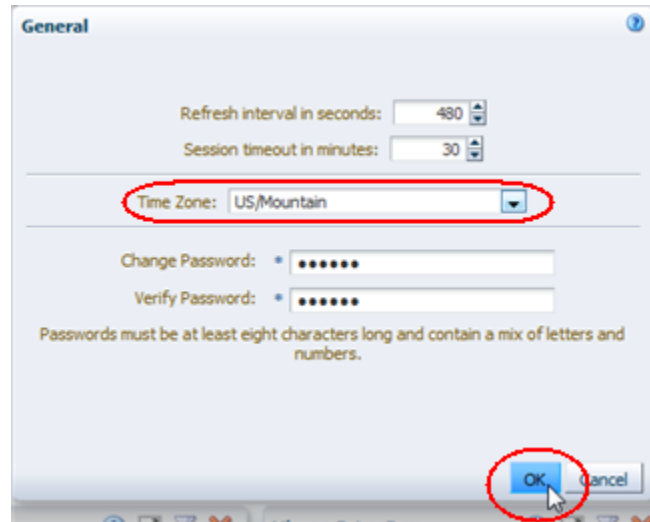 General
Refresh interval in seconds: 480
Session timeout in minutes: 30
Time Zone: US/Mountain
Change Password: * ••••••
Verify Password: * ••••••
Passwords must be at least eight characters long and contain a mix of letters and
numbers.
OK Cancel